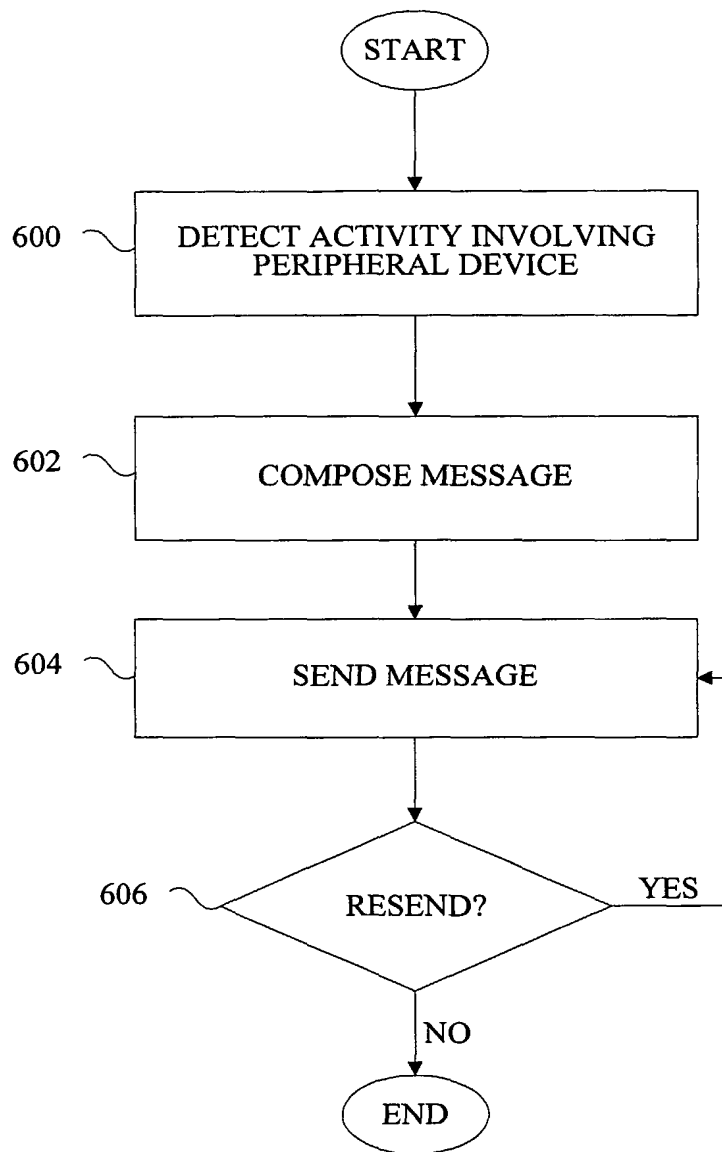 START
600
DETECT ACTIVITY INVOLVING
PERIPHERAL DEVICE
602
COMPOSE MESSAGE
604
SEND MESSAGE
606
RESEND?
YES
NO
END